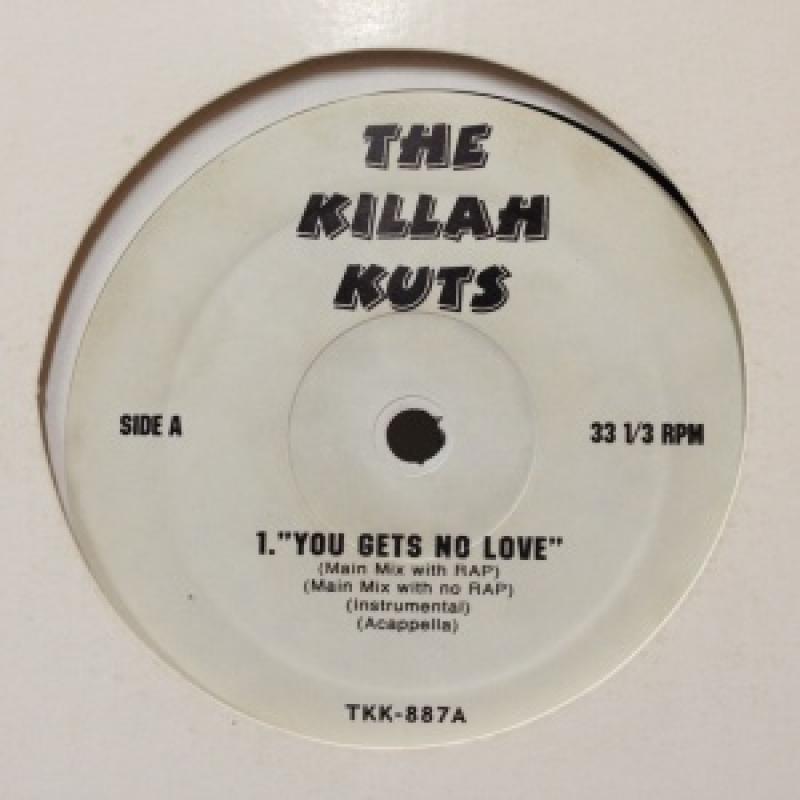 THE
KILLAH
KUTS
SIDE A
33 1/3 RPM
1."YOU GETS NO LOVE"
(Main Mix with RAP)
(Main Mix with no RAP)
(Instrumental)
(Acappella)
TKK-887A